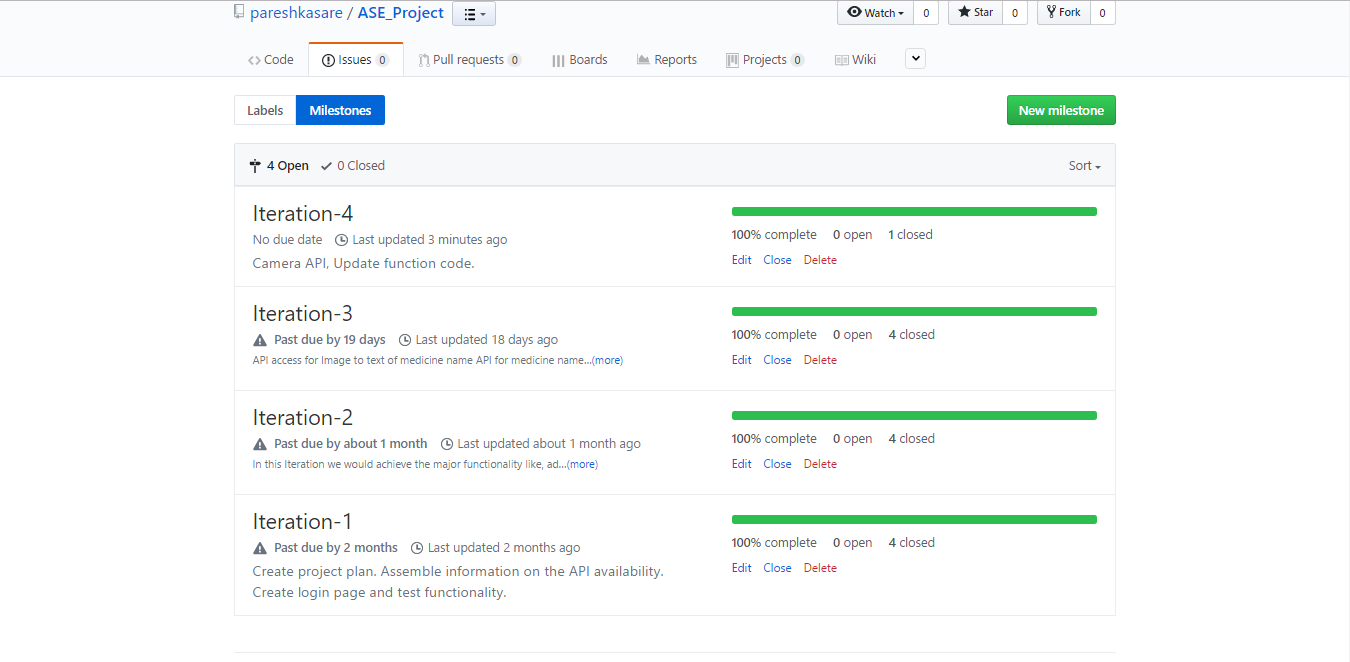 pareshkasare / ASE_Project Watch 0 Star 0 Fork 0
Code Issues 0 Pull requests 0 Boards Reports Projects 0 Wiki
Labels Milestones New milestone
4 Open 0 Closed Sort
Iteration-4
No due date Last updated 3 minutes ago
Camera API, Update function code.
100% complete 0 open 1 closed
Edit Close Delete
Iteration-3
Past due by 19 days Last updated 18 days ago
API access for Image to text of medicine name API for medicine name...(more)
100% complete 0 open 4 closed
Edit Close Delete
Iteration-2
Past due by about 1 month Last updated about 1 month ago
In this Iteration we would achieve the major functionality like, ad...(more)
100% complete 0 open 4 closed
Edit Close Delete
Iteration-1
Past due by 2 months Last updated 2 months ago
Create project plan. Assemble information on the API availability.
Create login page and test functionality.
100% complete 0 open 4 closed
Edit Close Delete